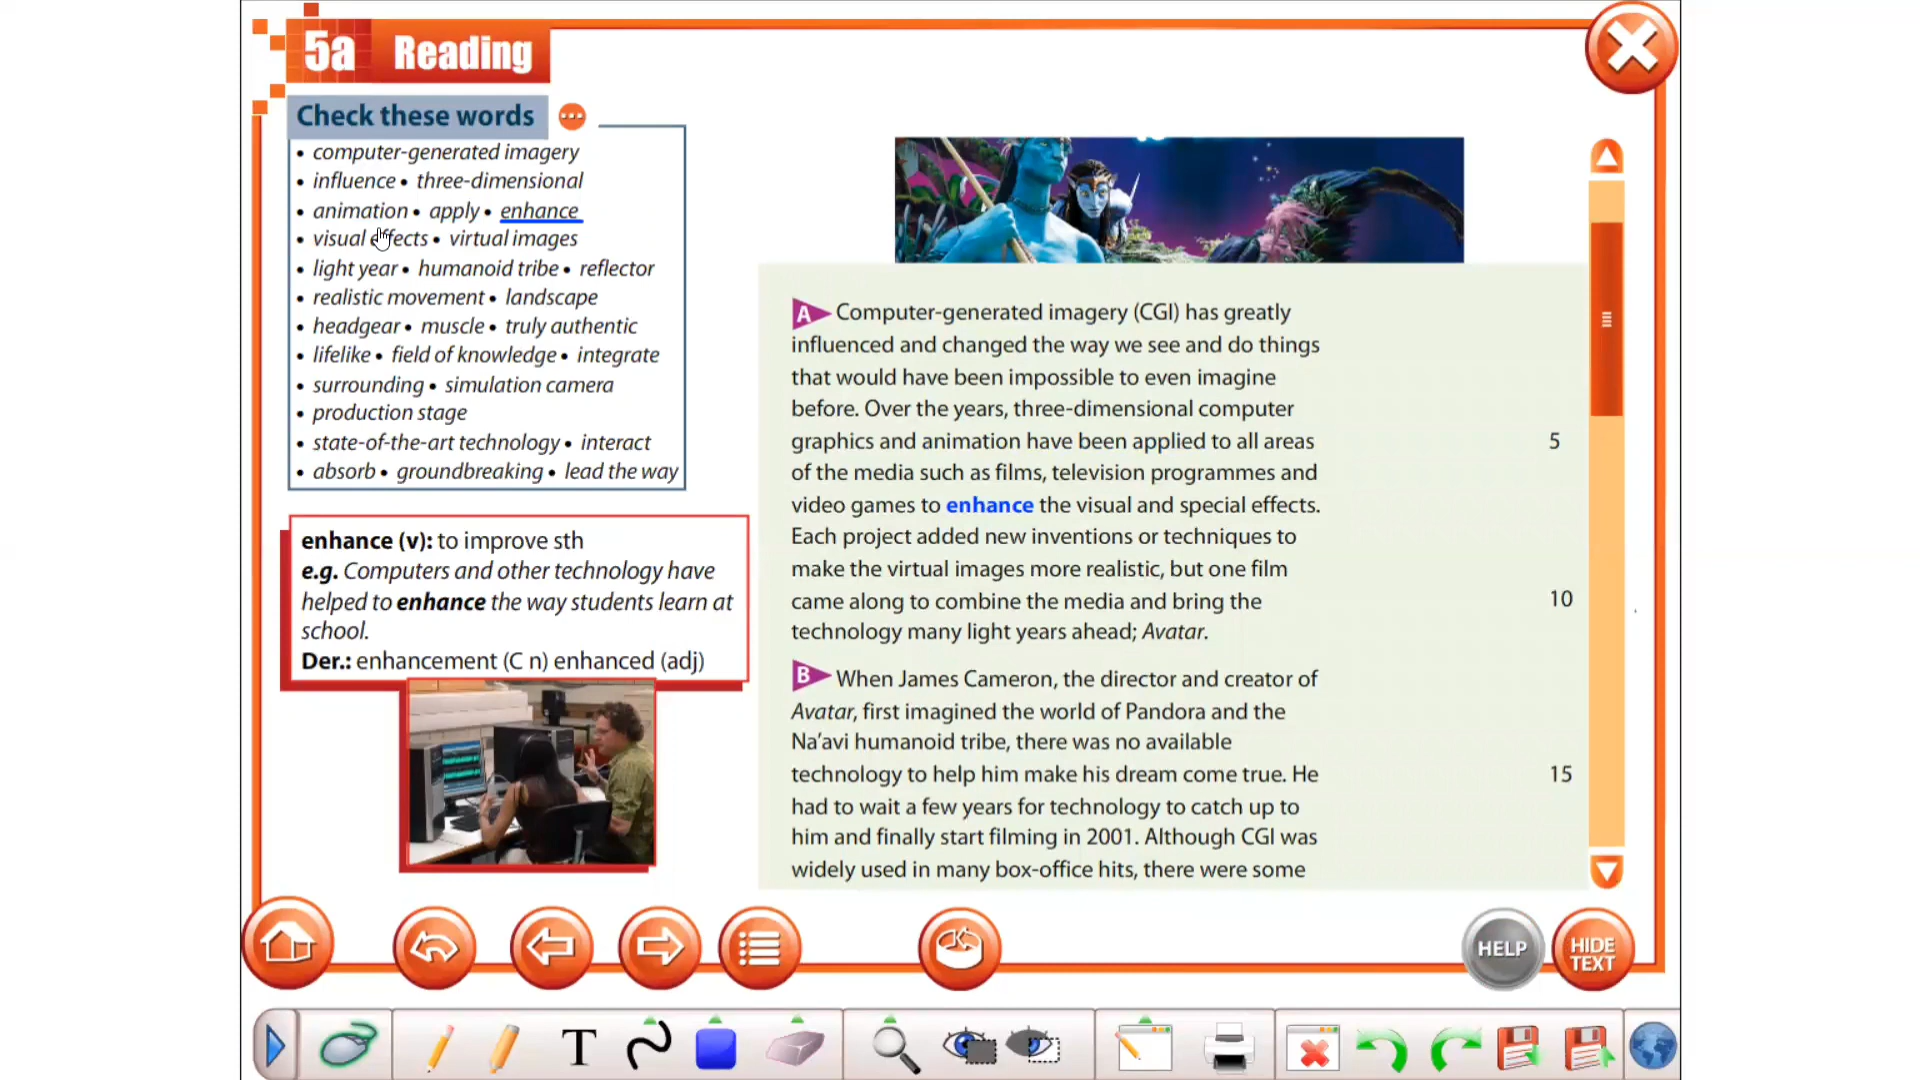 5a Reading
Check these words
• computer-generated imagery
• influence • three-dimensional
• animation • apply • enhance
• visual effects • virtual images
• light year • humanoid tribe • reflector
• realistic movement • landscape
• headgear • muscle • truly authentic
• lifelike • field of knowledge • integrate
• surrounding • simulation camera
• production stage
• state-of-the-art technology • interact
• absorb • groundbreaking • lead the way
enhance (v): to improve sth
e.g. Computers and other technology have
helped to enhance the way students learn at
school.
Der.: enhancement (C n) enhanced (adj)
A Computer-generated imagery (CGI) has greatly
influenced and changed the way we see and do things
that would have been impossible to even imagine
before. Over the years, three-dimensional computer
graphics and animation have been applied to all areas 5
of the media such as films, television programmes and
video games to enhance the visual and special effects.
Each project added new inventions or techniques to
make the virtual images more realistic, but one film
came along to combine the media and bring the 10
technology many light years ahead; Avatar.
B When James Cameron, the director and creator of
Avatar, first imagined the world of Pandora and the
Na’avi humanoid tribe, there was no available
technology to help him make his dream come true. He 15
had to wait a few years for technology to catch up to
him and finally start filming in 2001. Although CGI was
widely used in many box-office hits, there were some
HELP
HIDE
TEXT
T